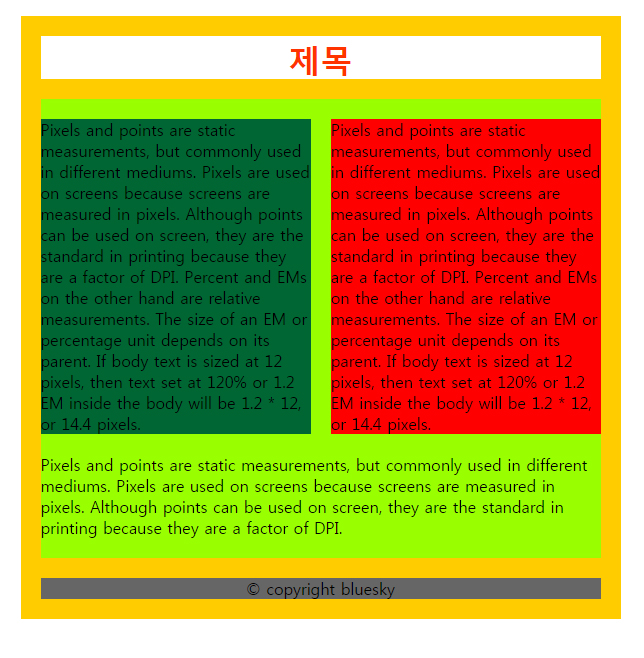 제목
Pixels and points are static
measurements, but commonly used
in different mediums. Pixels are used
on screens because screens are
measured in pixels. Although points
can be used on screen, they are the
standard in printing because they
are a factor of DPI. Percent and EMs
on the other hand are relative
measurements. The size of an EM or
percentage unit depends on its
parent. If body text is sized at 12
pixels, then text set at 120% or 1.2
EM inside the body will be 1.2 * 12,
or 14.4 pixels.
Pixels and points are static
measurements, but commonly used
in different mediums. Pixels are used
on screens because screens are
measured in pixels. Although points
can be used on screen, they are the
standard in printing because they
are a factor of DPI. Percent and EMs
on the other hand are relative
measurements. The size of an EM or
percentage unit depends on its
parent. If body text is sized at 12
pixels, then text set at 120% or 1.2
EM inside the body will be 1.2 * 12,
or 14.4 pixels.
Pixels and points are static measurements, but commonly used in different
mediums. Pixels are used on screens because screens are measured in
pixels. Although points can be used on screen, they are the standard in
printing because they are a factor of DPI.
© copyright bluesky